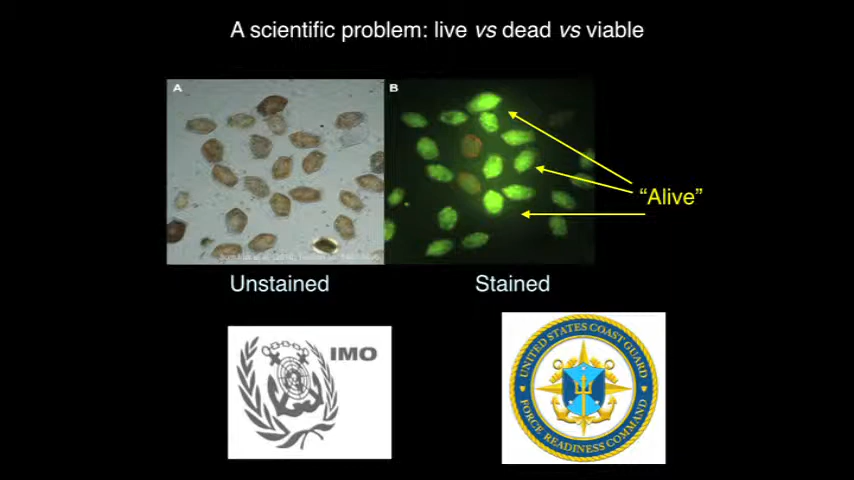 A scientific problem: live vs dead vs viable
A
B
“Alive”
Unstained
Stained
IMO
UNITED STATES COAST GUARD
FORCE READINESS COMMAND